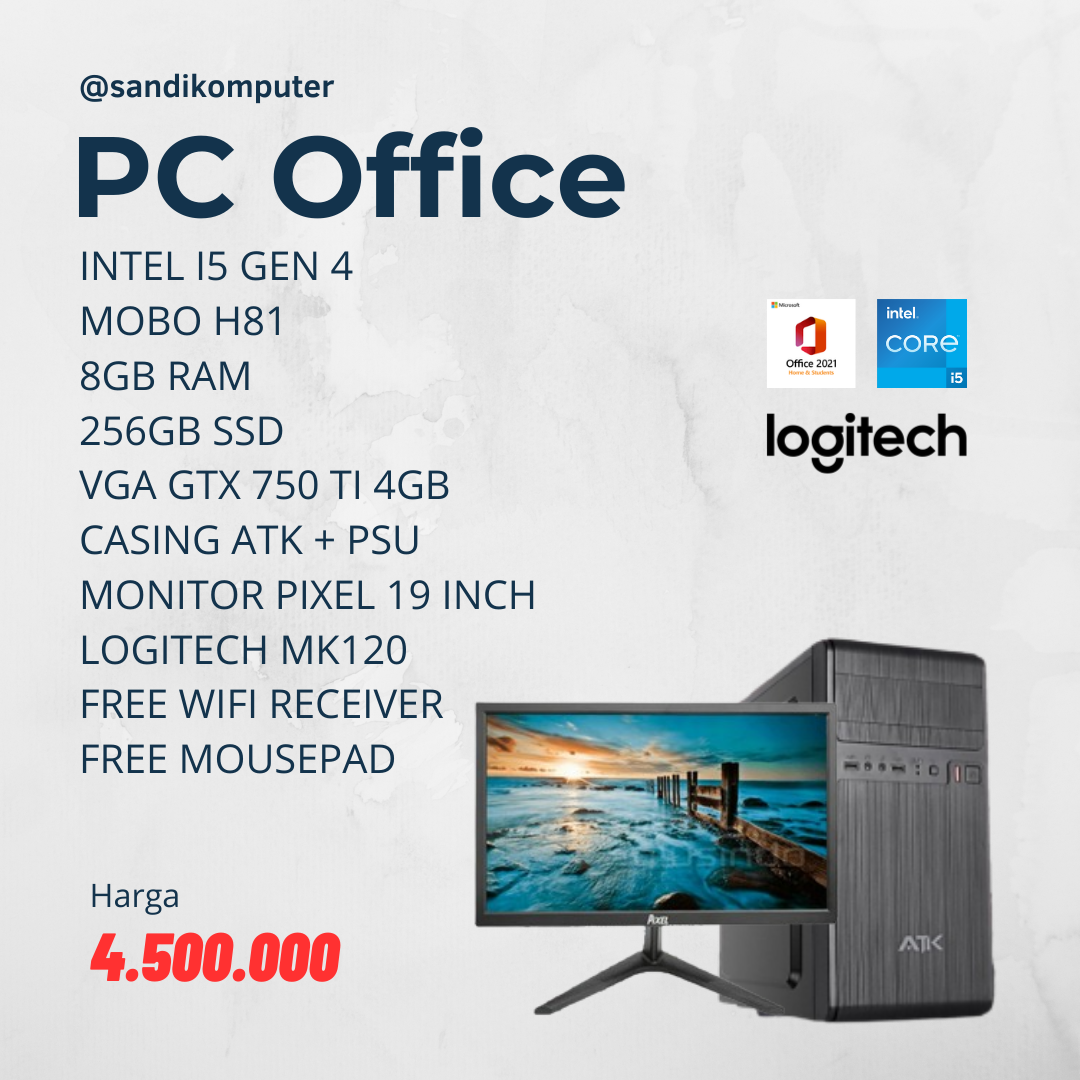 @sandikomputer
PC Office
INTEL I5 GEN 4
MOBO H81
8GB RAM
256GB SSD
VGA GTX 750 TI 4GB
CASING ATK + PSU
MONITOR PIXEL 19 INCH
LOGITECH MK120
FREE WIFI RECEIVER
FREE MOUSEPAD
Microsoft
Office 2021
Home & Students
intel.
CORE
i5
logitech
PIXEL
ATK
Harga
4.500.000